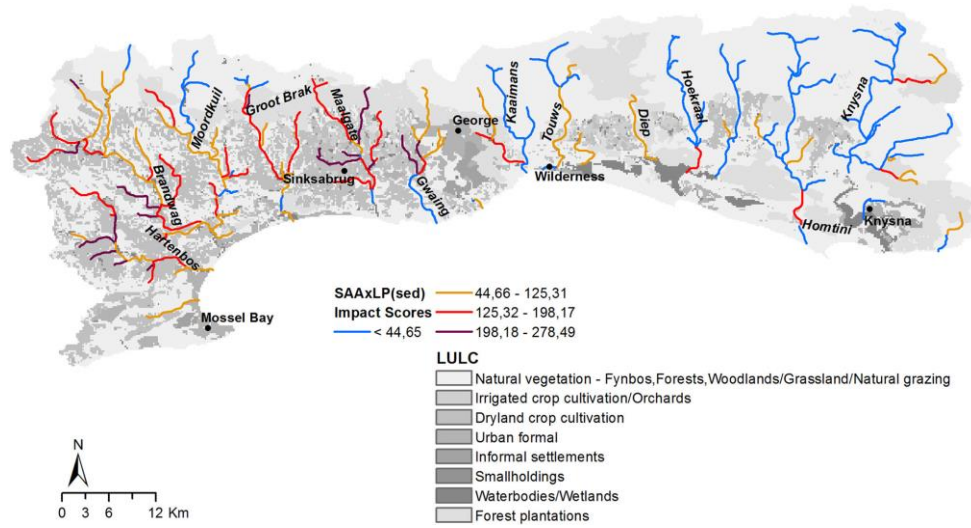 Moordkuil
Groot Brak
Maalgate
George
Kaaimans
Touws
Diep
Hoekraal
Knysna
Brandwag
Sinksabrug
Gwaing
Wilderness
Hartenbos
Homtini
Knysna
Mossel Bay
SAAxLP(sed)
Impact Scores
< 44,65
44,66 - 125,31
125,32 - 198,17
198,18 - 278,49
LULC
Natural vegetation - Fynbos,Forests,Woodlands/Grassland/Natural grazing
Irrigated crop cultivation/Orchards
Dryland crop cultivation
Urban formal
Informal settlements
Smallholdings
Waterbodies/Wetlands
Forest plantations
N
0 3 6 12 Km